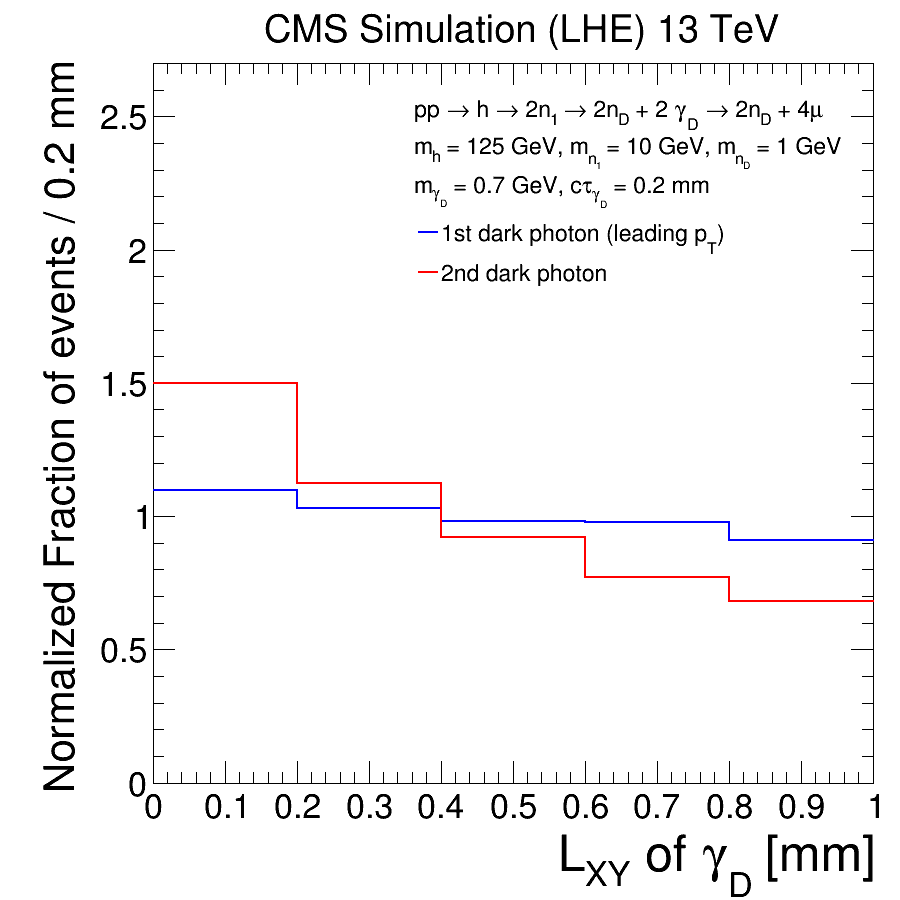 CMS Simulation (LHE) 13 TeV
Normalized Fraction of events / 0.2 mm
pp → h → 2n1 → 2nD + 2 γD → 2nD + 4μ
mh = 125 GeV, mn1 = 10 GeV, mnD = 1 GeV
mγD = 0.7 GeV, cτγD = 0.2 mm
1st dark photon (leading pT)
2nd dark photon
2.5
2
1.5
1
0.5
0
0 0.1 0.2 0.3 0.4 0.5 0.6 0.7 0.8 0.9 1
LXY of γD [mm]